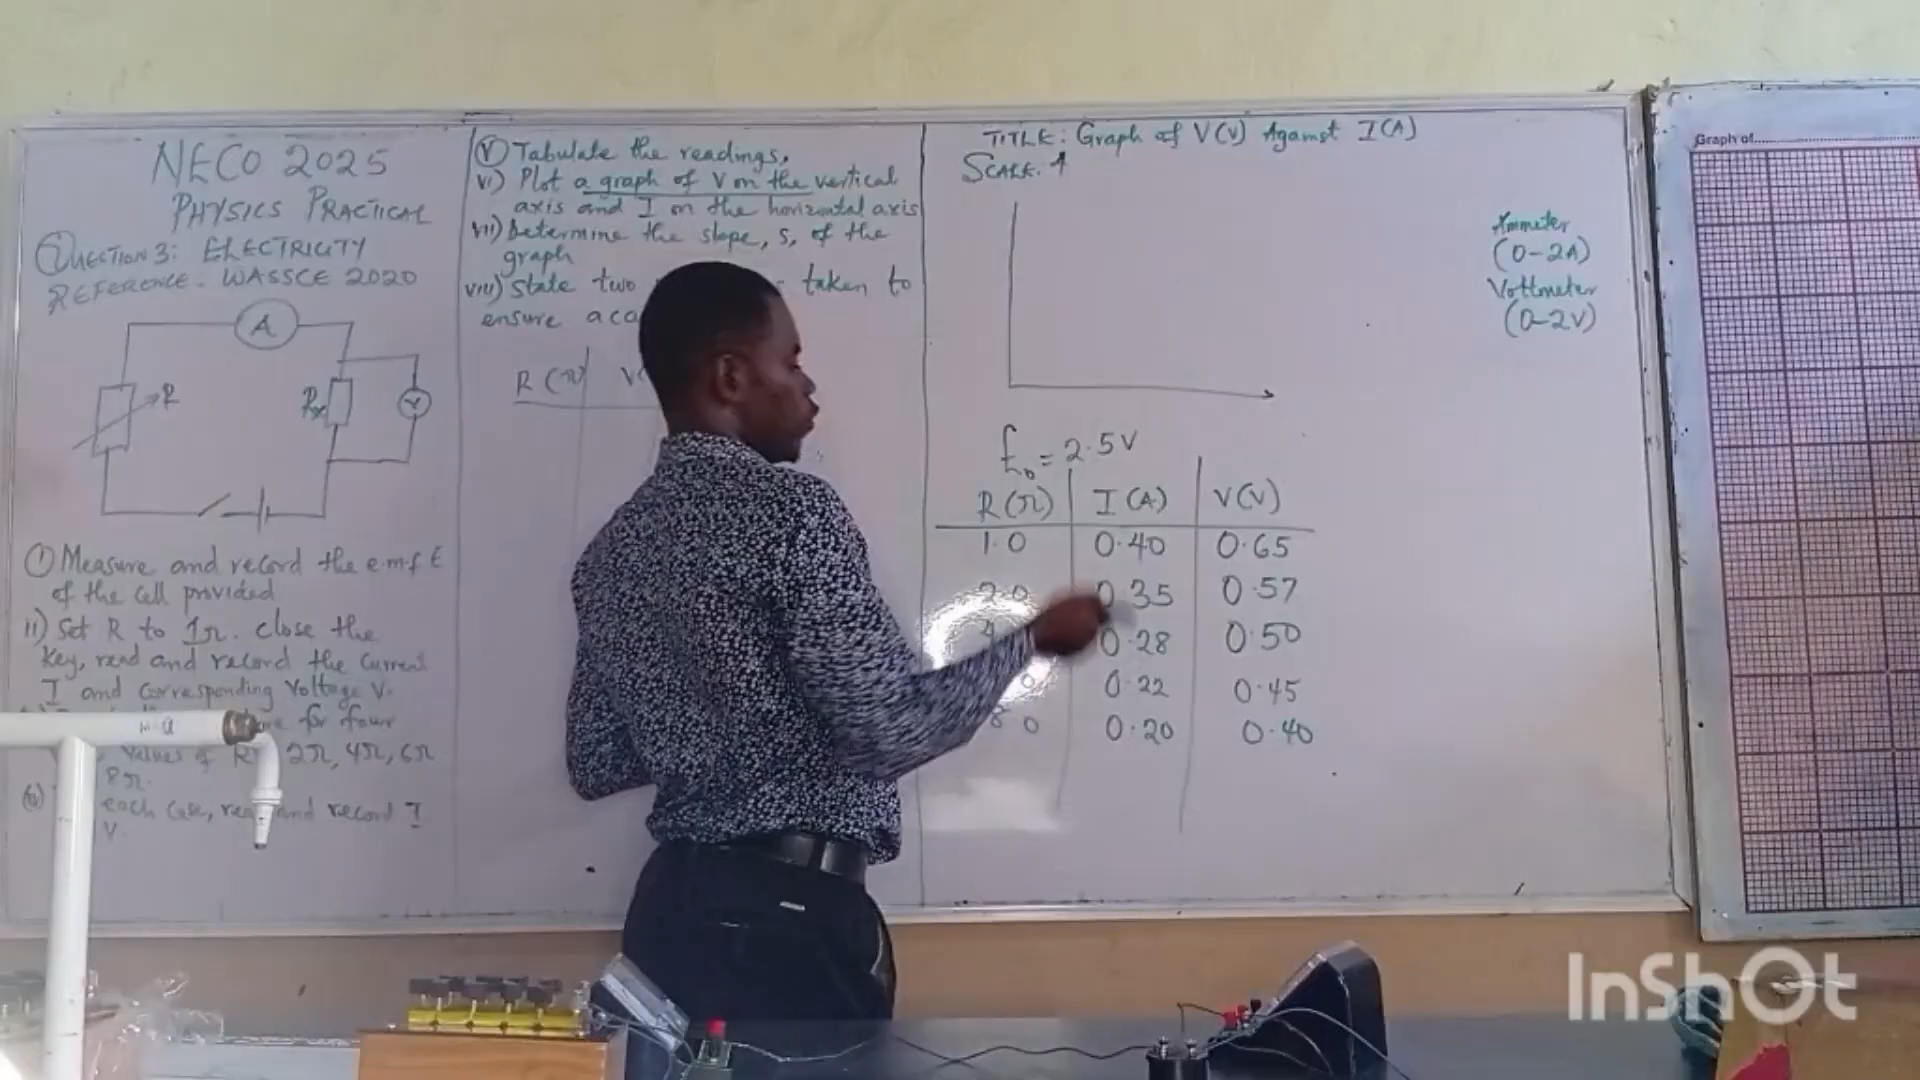 NECO 2025
PHYSICS PRACTICAL
QUESTION 3: ELECTRICITY
REFERENCE. WASSCE 2020
A
R
Rx
V
i) Measure and record the e.m.f E
of the cell provided
ii) Set R to 1Ω. close the
key, read and record the current
I and corresponding voltage V.
for four
values of R 2Ω, 4Ω, 6Ω
8Ω.
each case, read and record I
V.
v) Tabulate the readings,
vi) Plot a graph of V on the vertical
axis and I on the horizontal axis
vii) Determine the slope, s, of the
graph
viii) State two taken to
ensure
R (Ω)
TITLE: Graph of V(V) Against I(A)
SCALE.
Ammeter
(0-2A)
Voltmeter
(0-2V)
E₀ = 2.5V
R(Ω) I (A) V(V)
1.0 0.40 0.65
2.0 0.35 0.57
4 0.28 0.50
0 0.22 0.45
8.0 0.20 0.40
Graph of
InShOt